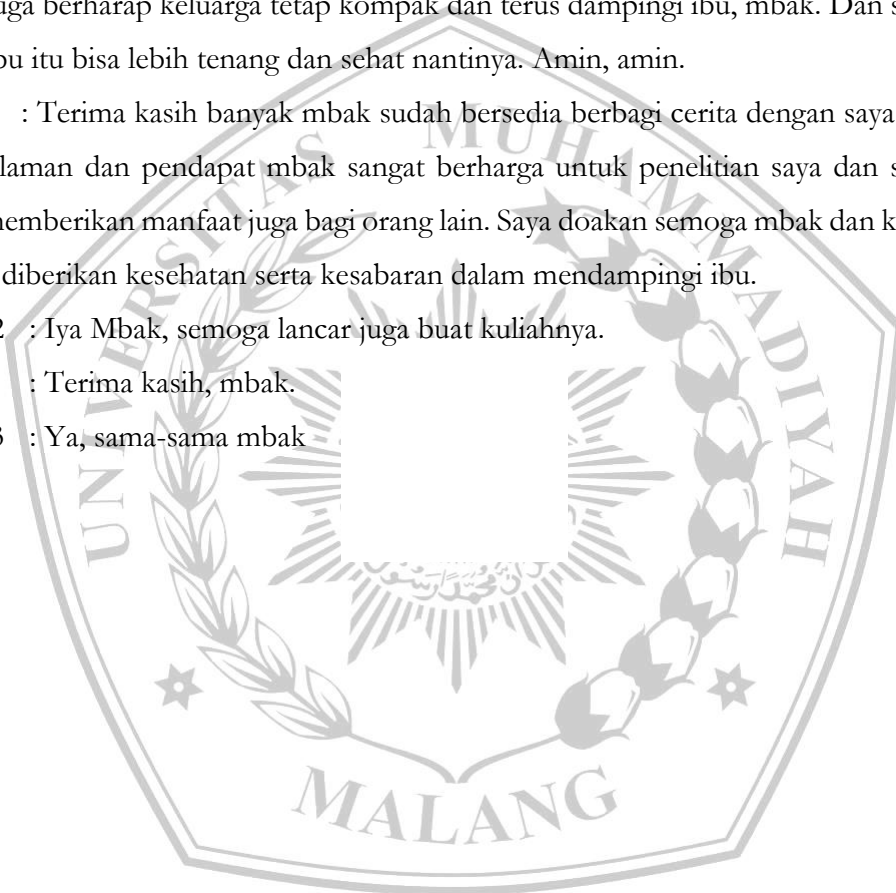 uga berharap keluarga tetap kompak dan terus dampingi ibu, mbak. Dan s
bu itu bisa lebih tenang dan sehat nantinya. Amin, amin.
: Terima kasih banyak mbak sudah bersedia berbagi cerita dengan saya
laman dan pendapat mbak sangat berharga untuk penelitian saya dan s
memberikan manfaat juga bagi orang lain. Saya doakan semoga mbak dan k
diberikan kesehatan serta kesabaran dalam mendampingi ibu.
2 : Iya Mbak, semoga lancar juga buat kuliahnya.
: Terima kasih, mbak.
3 : Ya, sama-sama mbak
UNIVERSITAS MUHAMMADIYAH
MALANG